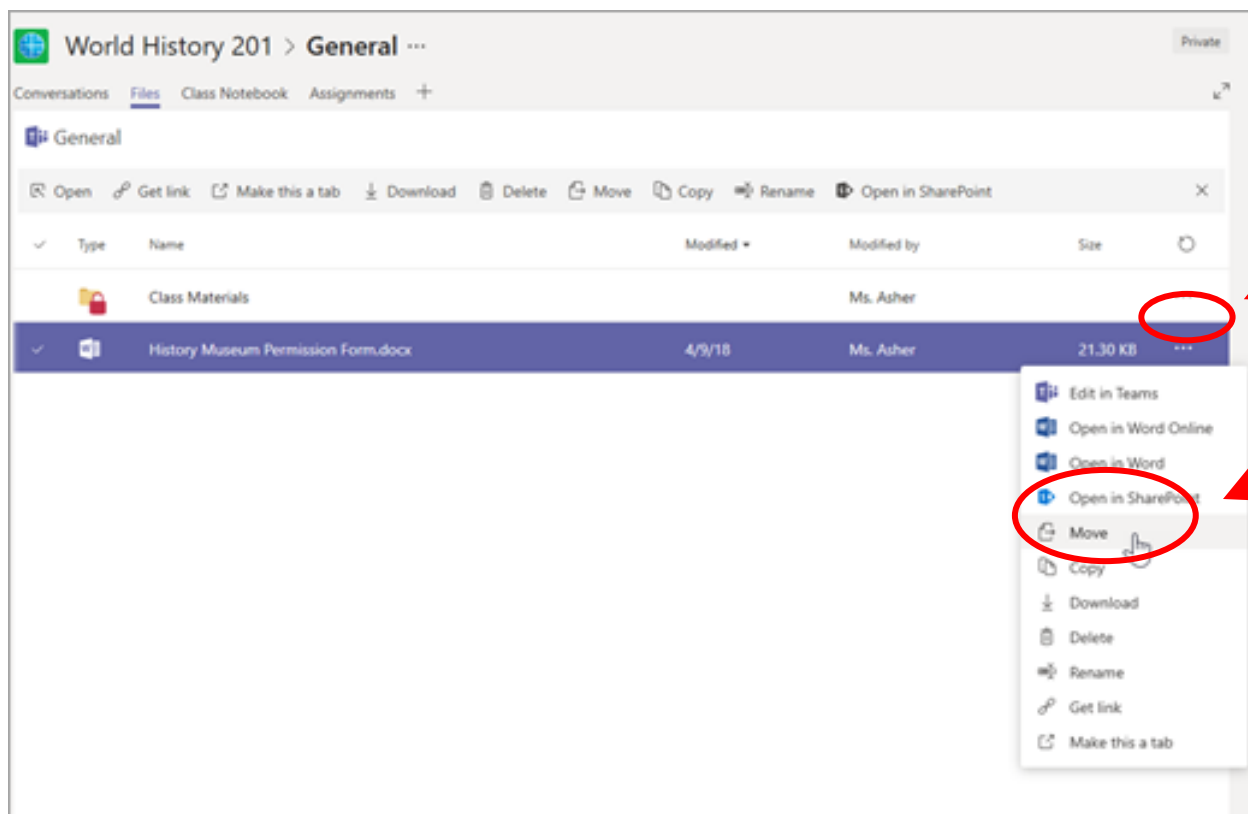 World History 201 > General ...
Private
Conversations Files Class Notebook Assignments +
General
Open Get link Make this a tab Download Delete Move Copy Rename Open in SharePoint
Type Name Modified Modified by Size
Class Materials Ms. Asher
History Museum Permission Form.docx 4/9/18 Ms. Asher 21.30 KB ...
Edit in Teams
Open in Word Online
Open in Word
Open in SharePoint
Move
Copy
Download
Delete
Rename
Get link
Make this a tab